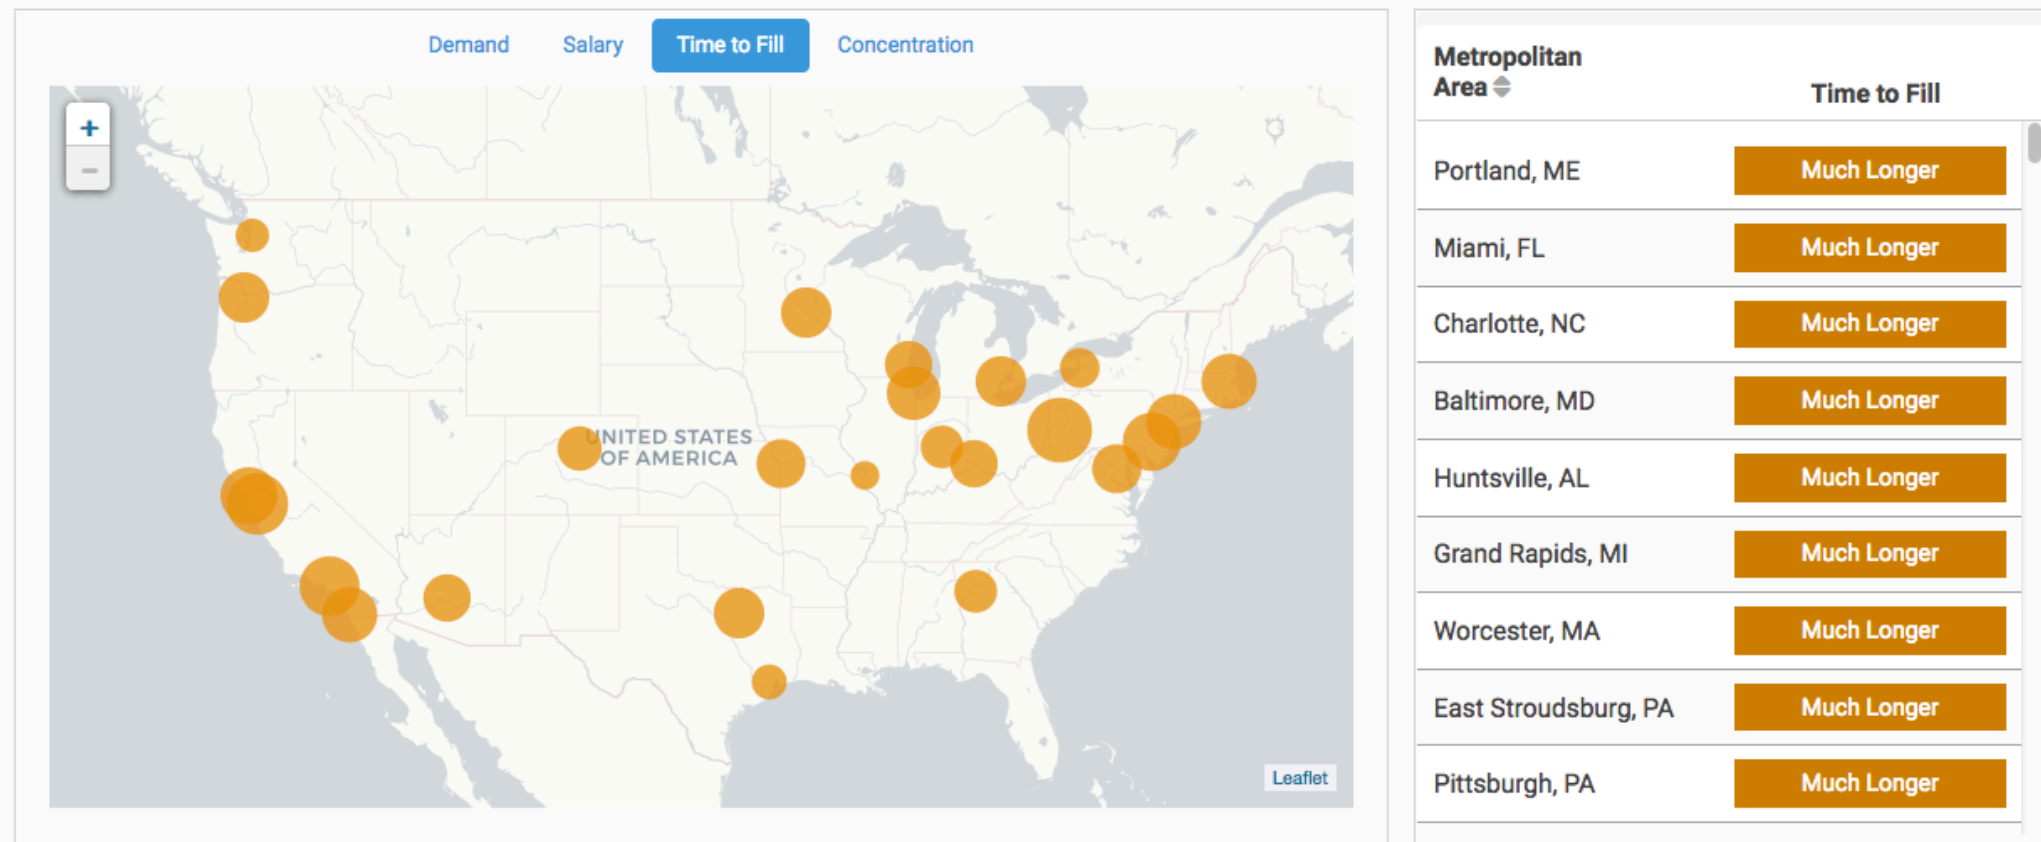 Demand Salary Time to Fill Concentration
+
−
UNITED STATES
OF AMERICA
Leaflet
Metropolitan
Area
Time to Fill
Portland, ME Much Longer
Miami, FL Much Longer
Charlotte, NC Much Longer
Baltimore, MD Much Longer
Huntsville, AL Much Longer
Grand Rapids, MI Much Longer
Worcester, MA Much Longer
East Stroudsburg, PA Much Longer
Pittsburgh, PA Much Longer